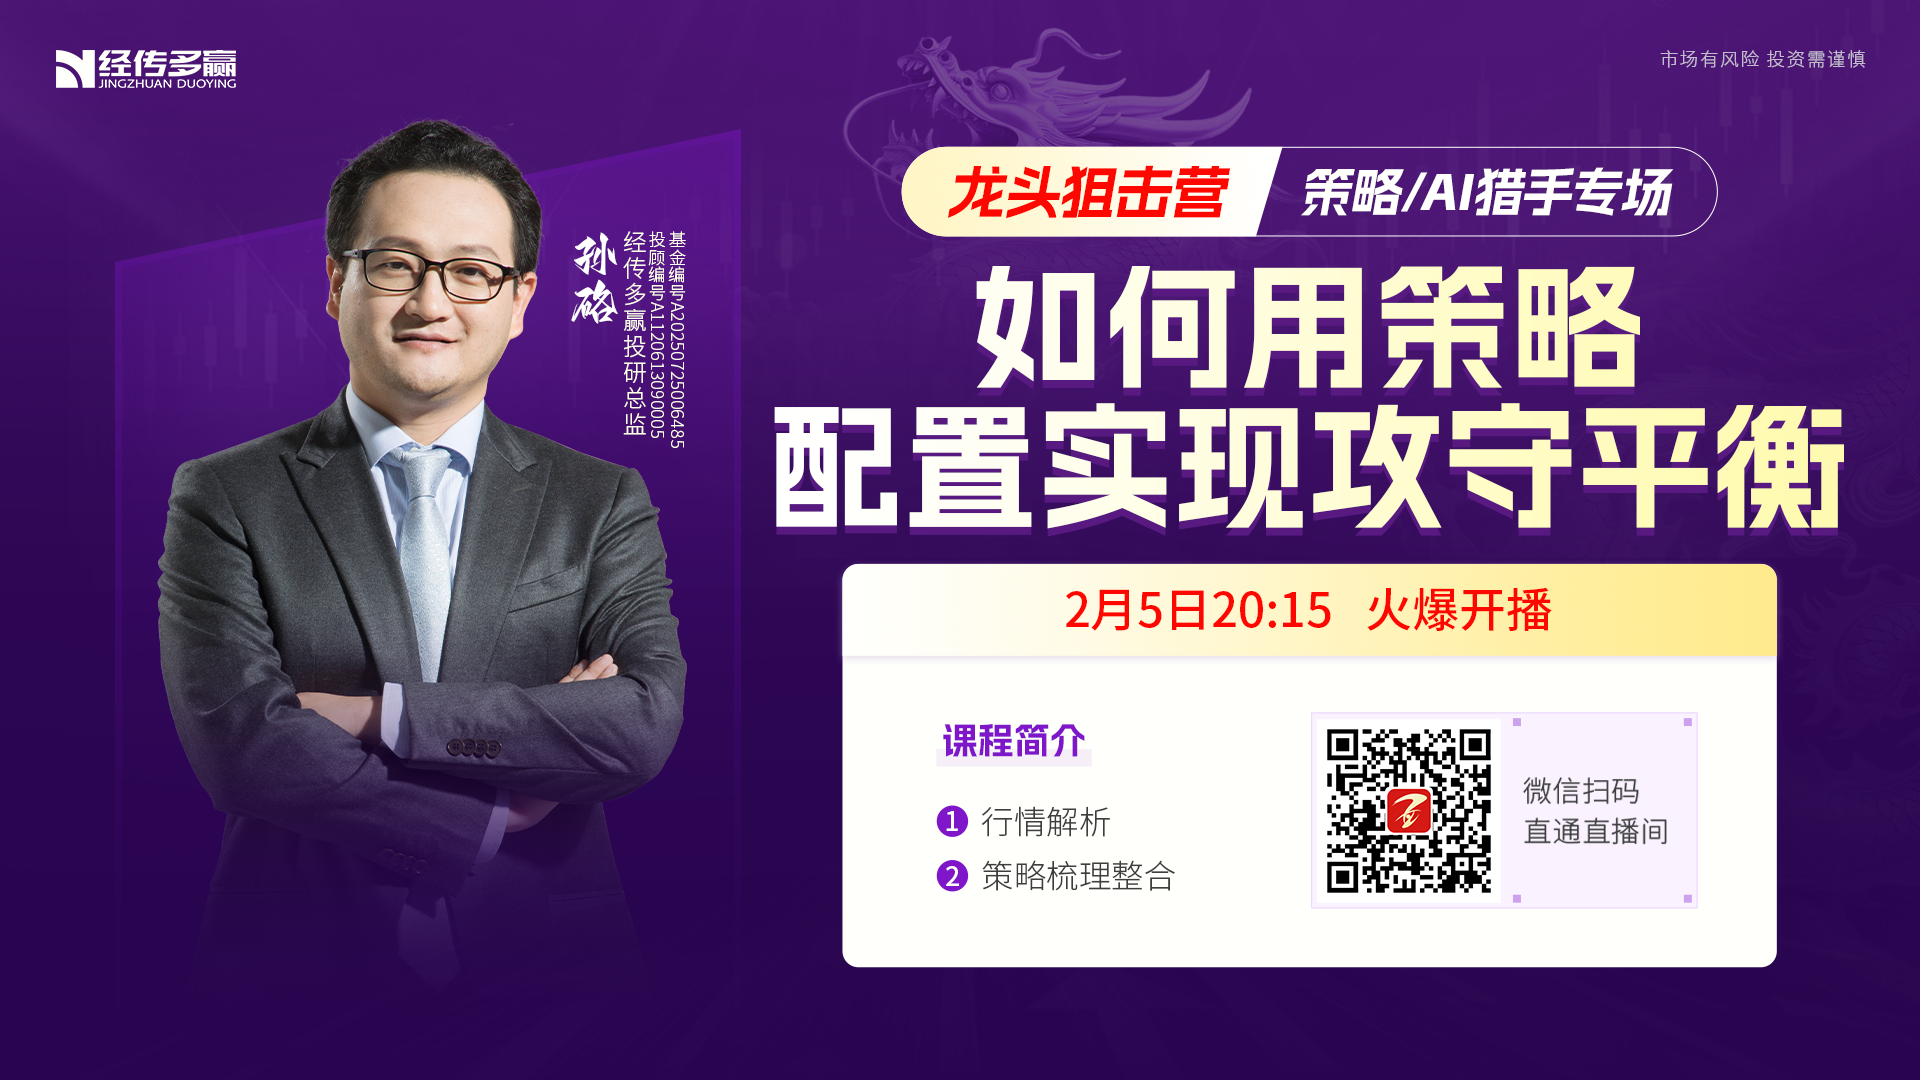 经传多赢
JINGZHUAN DUOYING
市场有风险 投资需谨慎
龙头狙击营
策略/AI猎手专场
如何用策略
配置实现攻守平衡
孙硌
经传多赢投研总监
投顾编号A1120613090005
基金编号A20250725006485
2月5日20:15 火爆开播
课程简介
1 行情解析
2 策略梳理整合
微信扫码
直通直播间